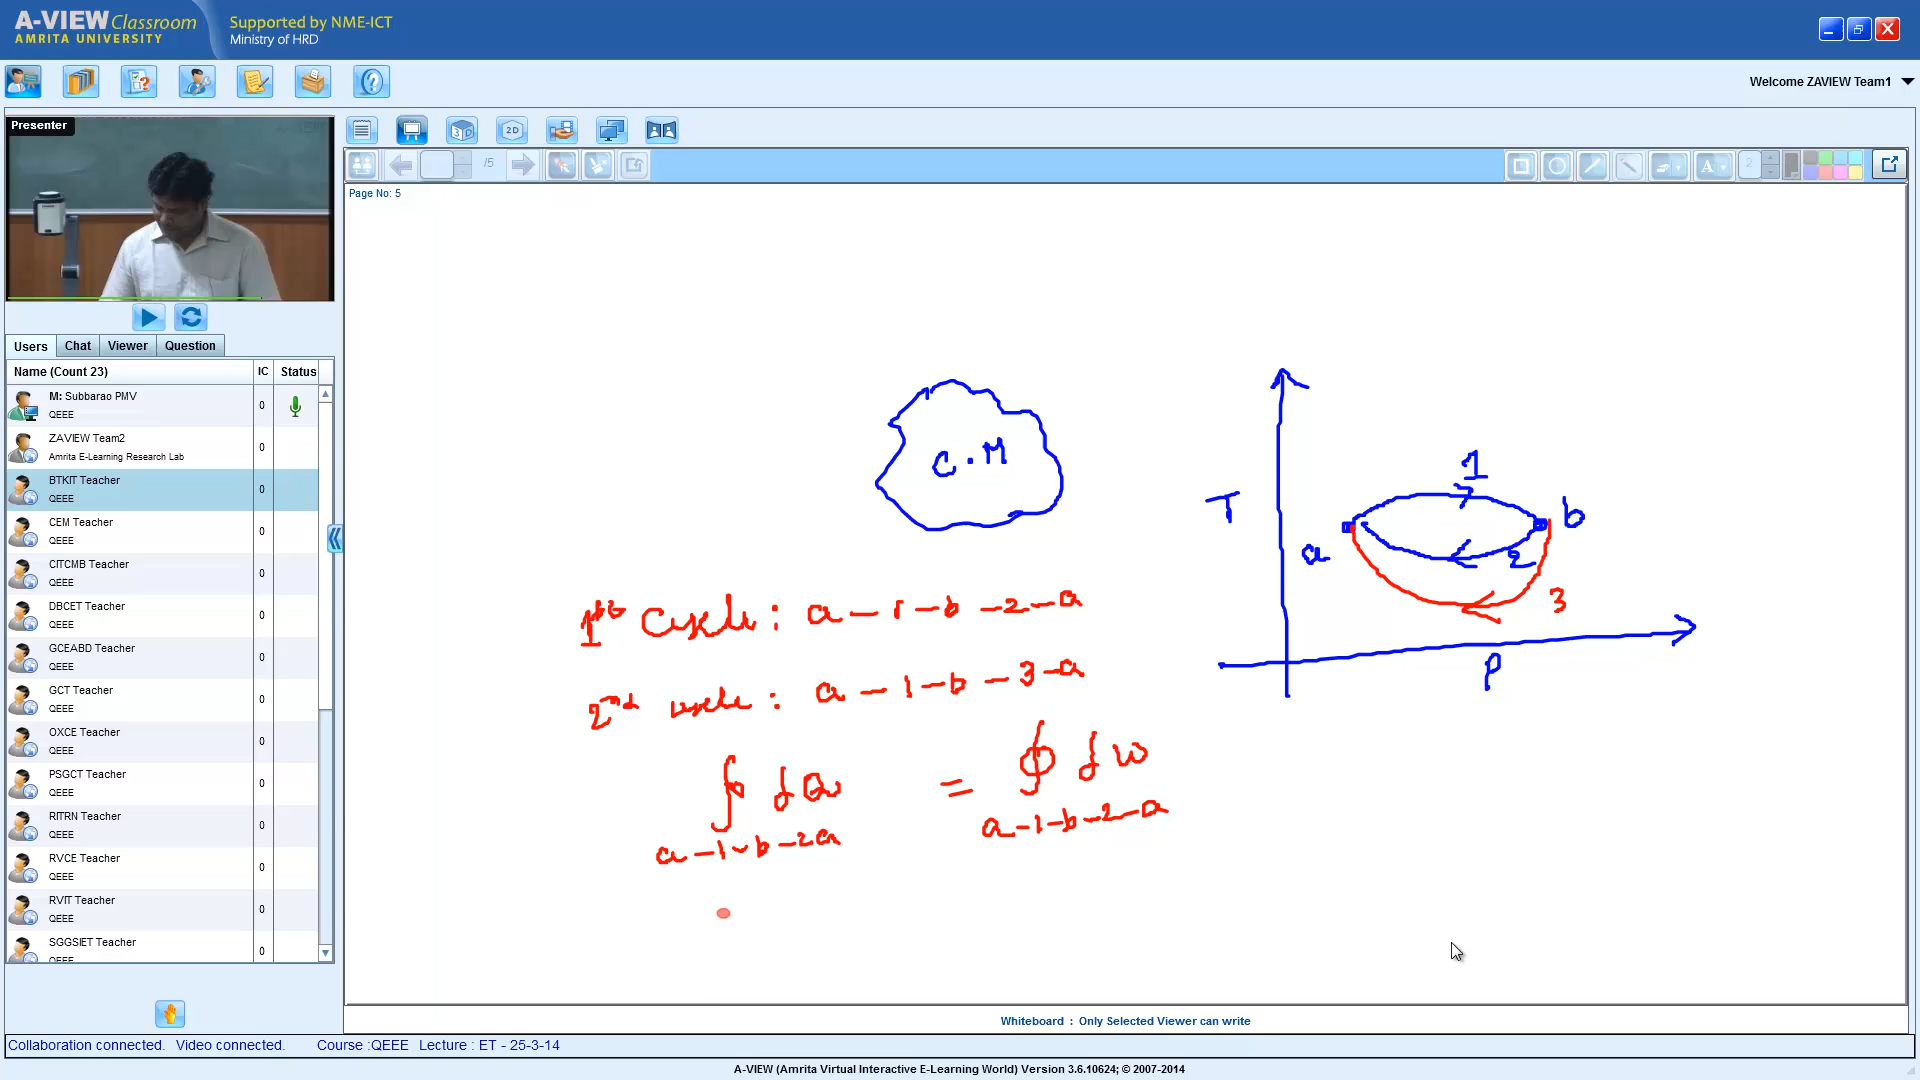 A-VIEW Classroom
AMRITA UNIVERSITY
Supported by NME-ICT
Ministry of HRD
Welcome ZAVIEW Team1
Presenter
/5
2
Page No: 5
Users Chat Viewer Question
Name (Count 23) IC Status
M: Subbarao PMV
QEEE
0
ZAVIEW Team2
Amrita E-Learning Research Lab
0
BTKIT Teacher
QEEE
0
CEM Teacher
QEEE
0
CITCMB Teacher
QEEE
0
DBCET Teacher
QEEE
0
GCEABD Teacher
QEEE
0
GCT Teacher
QEEE
0
OXCE Teacher
QEEE
0
PSGCT Teacher
QEEE
0
RITRN Teacher
QEEE
0
RVCE Teacher
QEEE
0
RVIT Teacher
QEEE
0
SGGSIET Teacher
QEEE
0
C.M
T
1
b
a
2
3
P
1st Cycle : a - 1 - b - 2 - a
2nd cycle : a - 1 - b - 3 - a
∮ dQ = ∮ dW
a - 1 - b - 2 a a - 1 - b - 2 - a
Whiteboard : Only Selected Viewer can write
Collaboration connected. Video connected. Course :QEEE Lecture : ET - 25-3-14
A-VIEW (Amrita Virtual Interactive E-Learning World) Version 3.6.10624; © 2007-2014